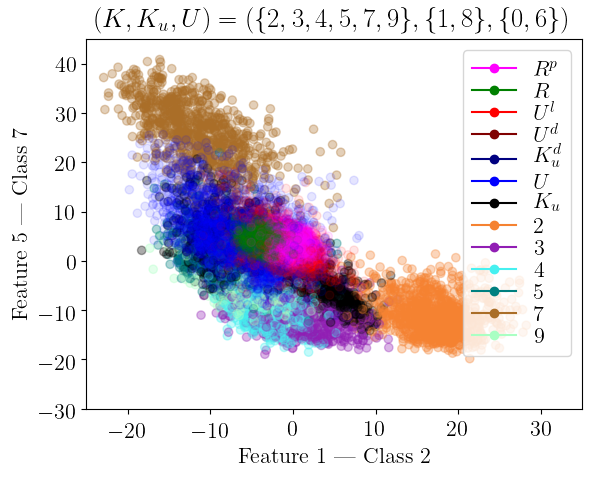 (K, K_u, U) = ({2, 3, 4, 5, 7, 9}, {1, 8}, {0, 6})
40
30
20
10
0
−10
−20
−30
Feature 5 — Class 7
R^p
R
U^l
U^d
K_u^d
U
K_u
2
3
4
5
7
9
−20
−10
0
10
20
30
Feature 1 — Class 2